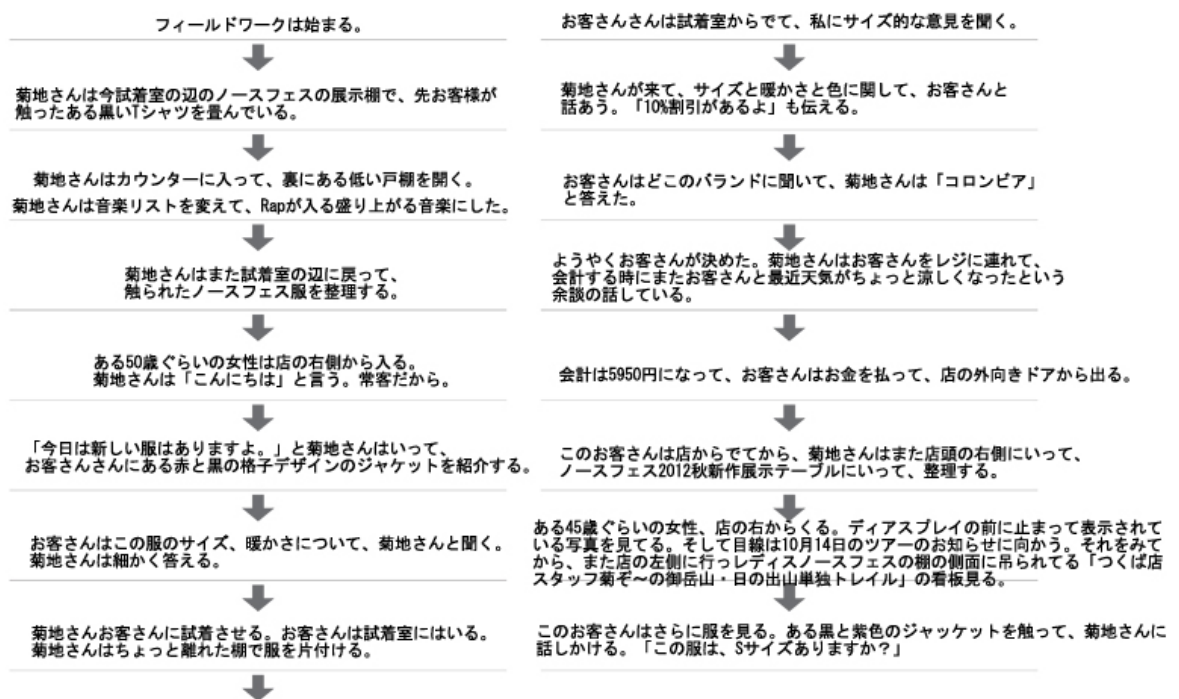 フィールドワークは始まる。
菊地さんは今試着室の辺のノースフェスの展示棚で、先お客様が
触ったある黒いTシャツを畳んでいる。
菊地さんはカウンターに入って、裏にある低い戸棚を開く。
菊地さんは音楽リストを変えて、Rapが入る盛り上がる音楽にした。
菊地さんはまた試着室の辺に戻って、
触られたノースフェス服を整理する。
ある50歳ぐらいの女性は店の右側から入る。
菊地さんは「こんにちは」と言う。常客だから。
「今日は新しい服はありますよ。」と菊地さんはいって、
お客さんさんにある赤と黒の格子デザインのジャケットを紹介する。
お客さんはこの服のサイズ、暖かさについて、菊地さんと聞く。
菊地さんは細かく答える。
菊地さんお客さんに試着させる。お客さんは試着室にはいる。
菊地さんはちょっと離れた棚で服を片付ける。
お客さんさんは試着室からでて、私にサイズ的な意見を聞く。
菊地さんが来て、サイズと暖かさと色に関して、お客さんと
話あう。「10%割引があるよ」も伝える。
お客さんはどこのバランドに聞いて、菊地さんは「コロンビア」
と答えた。
ようやくお客さんが決めた。菊地さんはお客さんをレジに連れて、
会計する時にまたお客さんと最近天気がちょっと涼しくなったという
余談の話している。
会計は5950円になって、お客さんはお金を払って、店の外向きドアから出る。
このお客さんは店からでてから、菊地さんはまた店頭の右側にいって、
ノースフェス2012秋新作展示テーブルにいって、整理する。
ある45歳ぐらいの女性、店の右からくる。ディアスプレイの前に止まって表示されて
いる写真を見てる。そして目線は10月14日のツアーのお知らせに向かう。それをみて
から、また店の左側に行っレディスノースフェスの棚の側面に吊られてる「つくば店
スタッフ菊ぞ～の御岳山・日の出山単独トレイル」の看板見る。
このお客さんはさらに服を見る。ある黒と紫色のジャッケットを触って、菊地さんに
話しかける。「この服は、Sサイズありますか？」